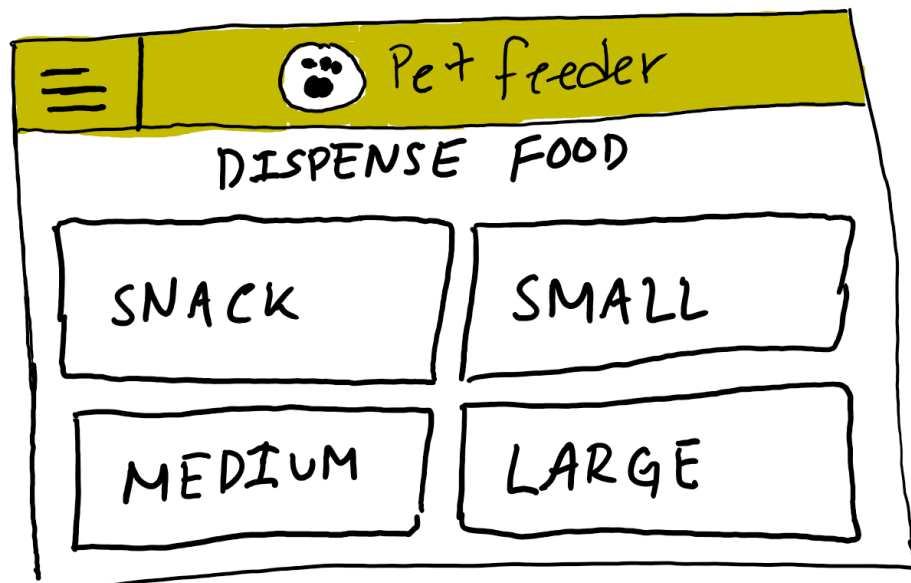 Pet feeder
DISPENSE FOOD
SNACK
SMALL
MEDIUM
LARGE